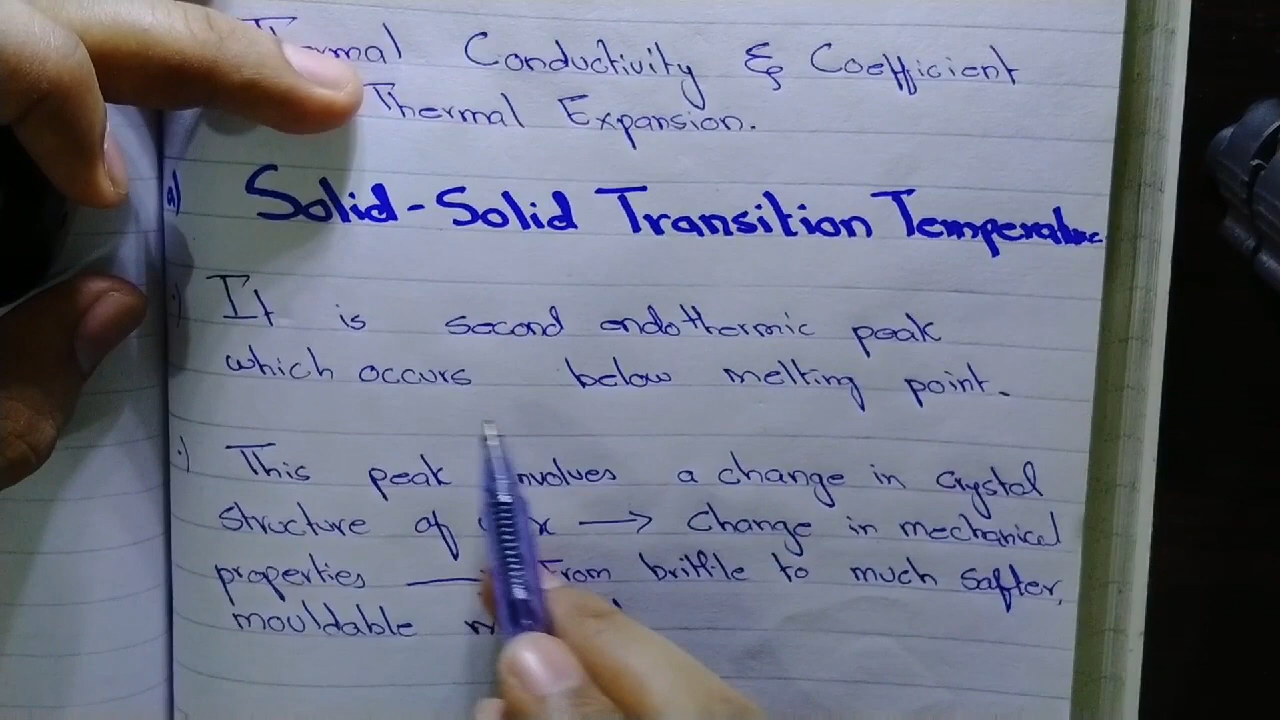 Conductivity & Coefficient
Thermal Expansion.
a) Solid-Solid Transition Temperature
It is second endothermic peak
which occurs below melting point.
This peak involves a change in crystal
structure of → change in mechanical
properties From brittle to much safter,
mouldable